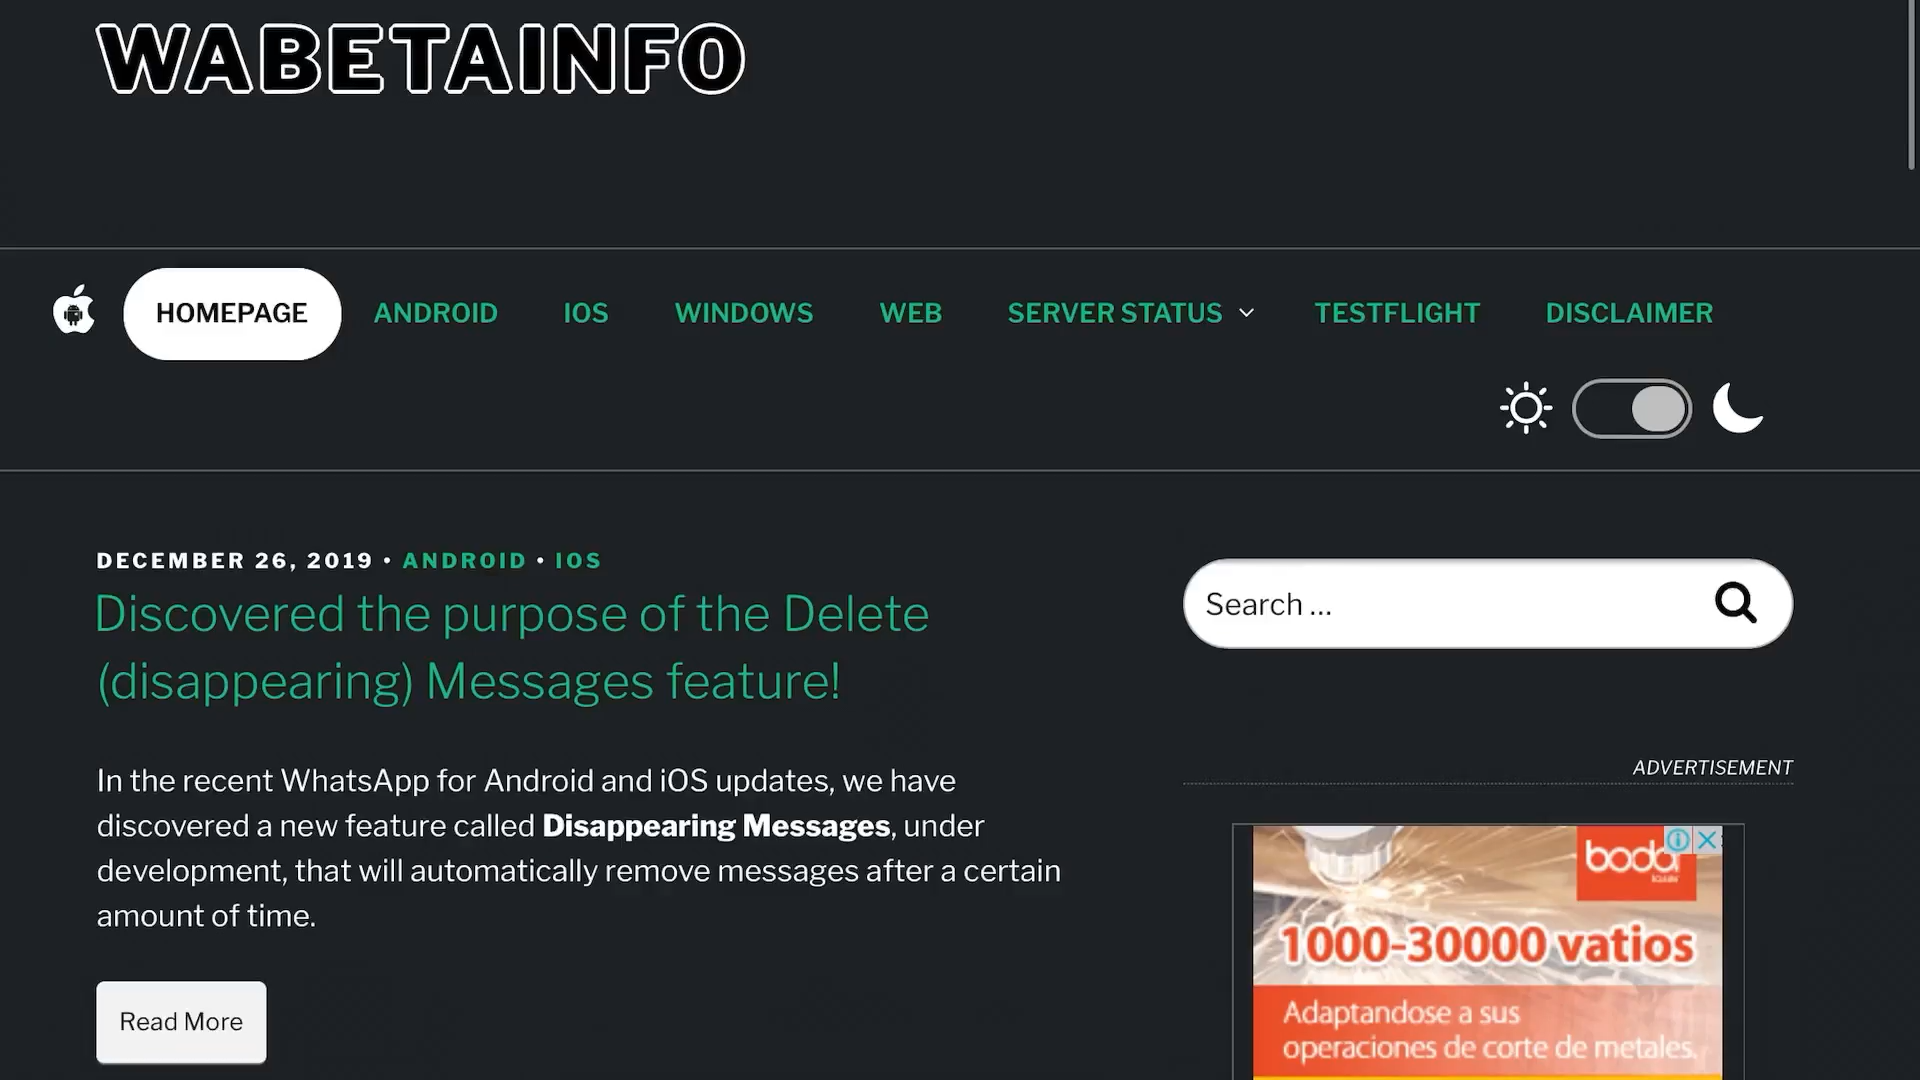 WABETAINFO
HOMEPAGE ANDROID IOS WINDOWS WEB SERVER STATUS TESTFLIGHT DISCLAIMER
DECEMBER 26, 2019 • ANDROID • IOS
Discovered the purpose of the Delete
(disappearing) Messages feature!
In the recent WhatsApp for Android and iOS updates, we have
discovered a new feature called Disappearing Messages, under
development, that will automatically remove messages after a certain
amount of time.
Read More
Search ...
ADVERTISEMENT
1000-30000 vatios
Adaptandose a sus
operaciones de corte de metales.